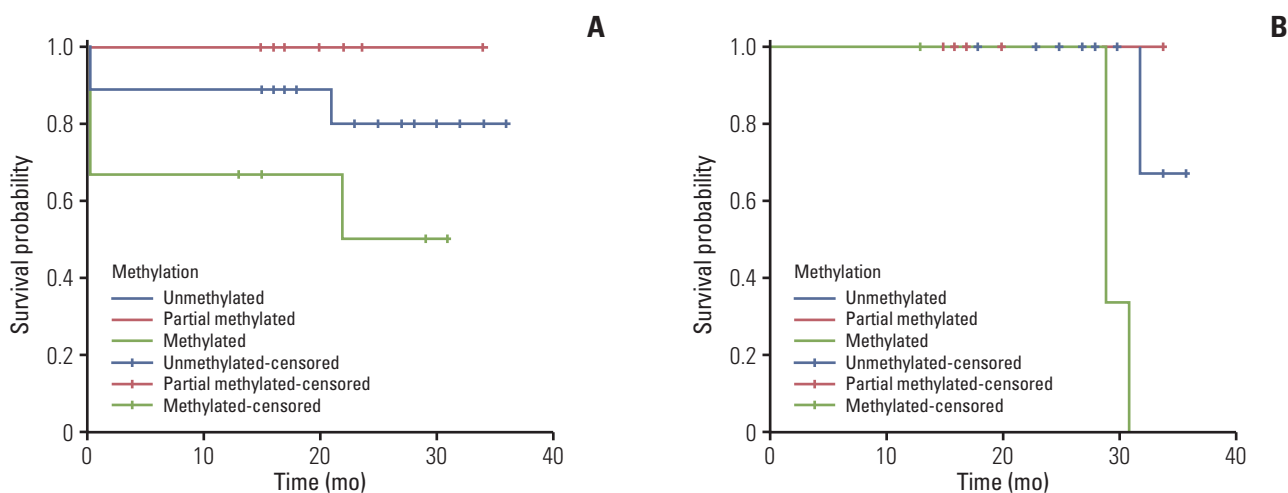 A
1.0
0.8
0.6
0.4
0.2
0
Survival probability
Methylation
Unmethylated
Partial methylated
Methylated
Unmethylated-censored
Partial methylated-censored
Methylated-censored
0 10 20 30 40
Time (mo)
B
1.0
0.8
0.6
0.4
0.2
0
Survival probability
Methylation
Unmethylated
Partial methylated
Methylated
Unmethylated-censored
Partial methylated-censored
Methylated-censored
0 10 20 30 40
Time (mo)